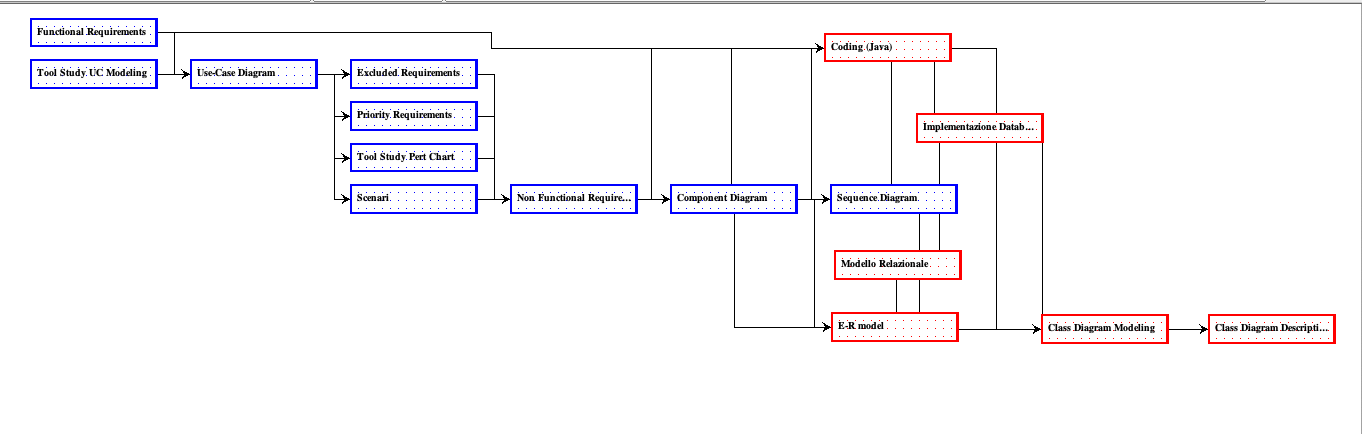 Functional Requirements
Coding (Java)
Tool Study UC Modeling
Use-Case Diagram
Excluded Requirements
Priority Requirements
Implementazione Datab...
Tool Study Pert Chart
Scenari
Non Functional Require...
Component Diagram
Sequence Diagram
Modello Relazionale
E-R model
Class Diagram Modeling
Class Diagram Descripti...